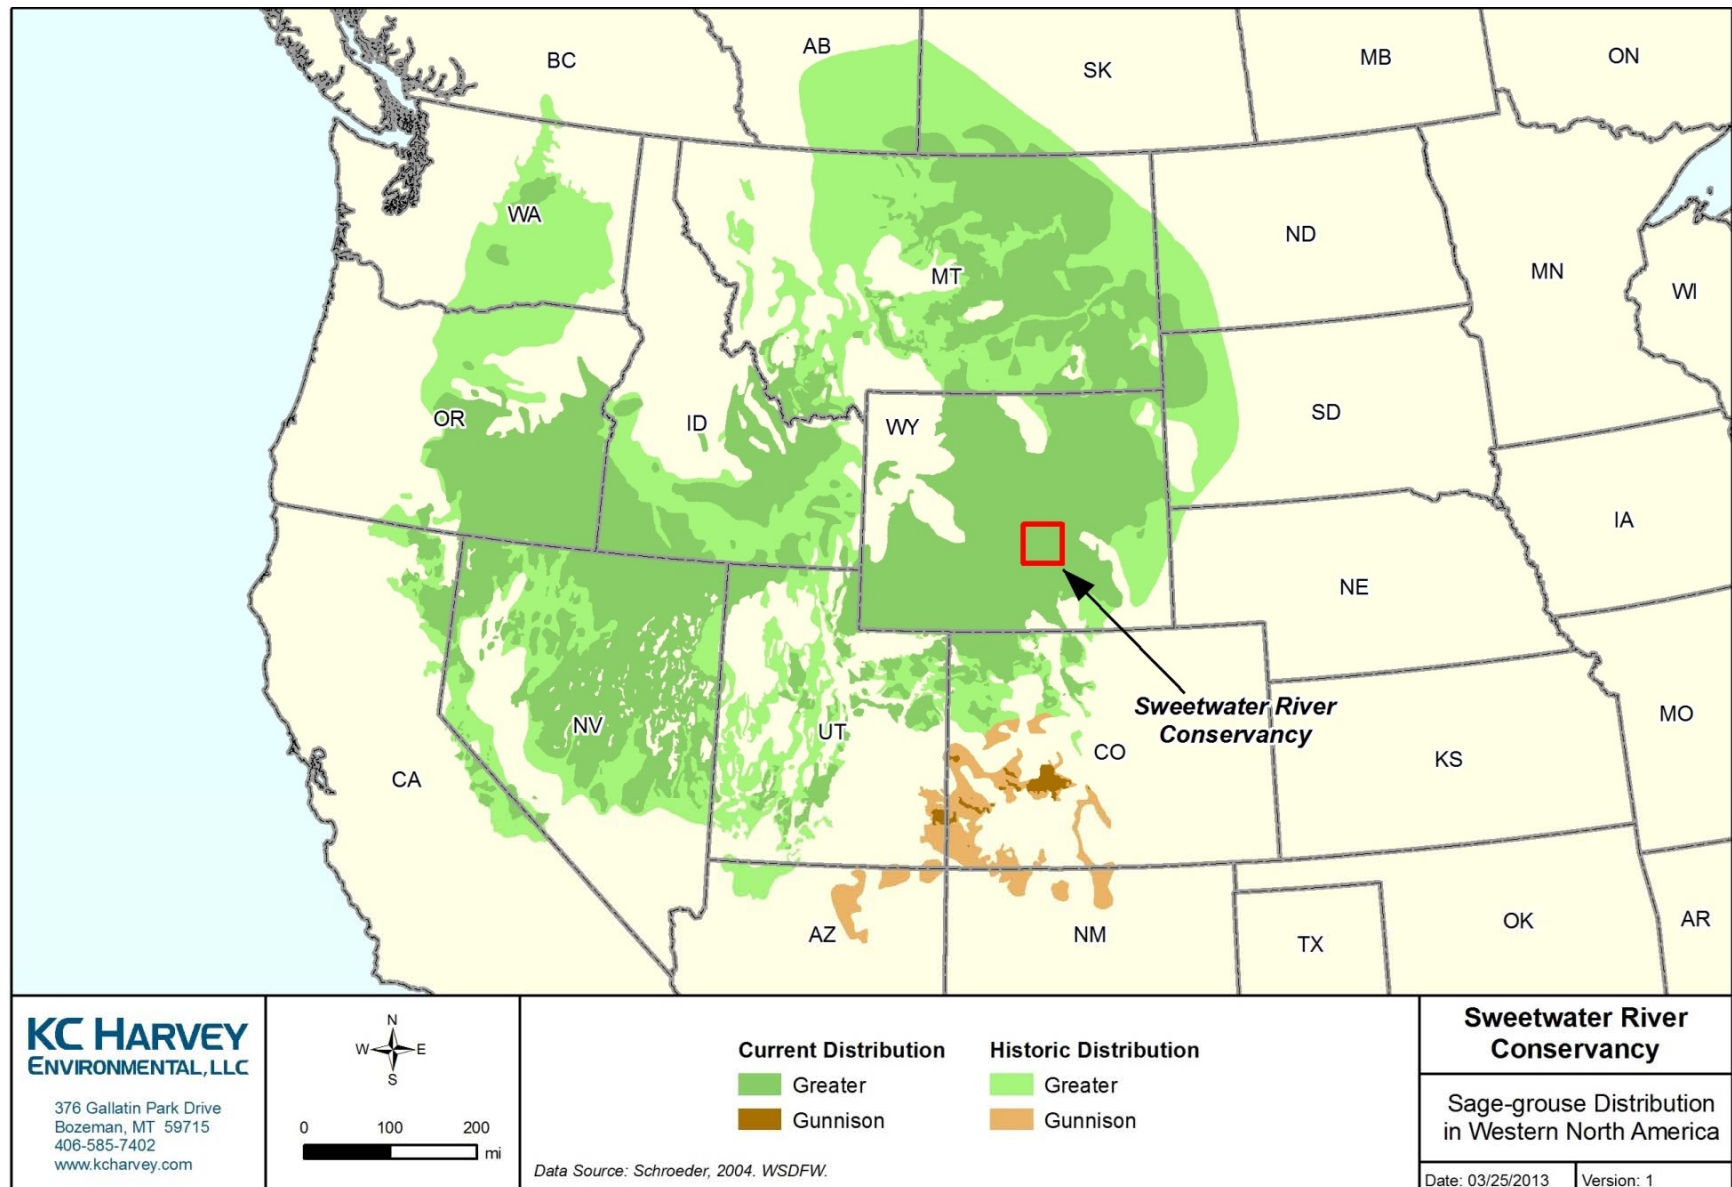 BC
AB
SK
MB
ON
WA
MT
ND
MN
WI
OR
ID
WY
SD
IA
NE
Sweetwater River
Conservancy
NV
UT
CO
KS
MO
CA
AZ
NM
TX
OK
AR
KC HARVEY
ENVIRONMENTAL, LLC
376 Gallatin Park Drive
Bozeman, MT 59715
406-585-7402
www.kcharvey.com
N
W E
S
0 100 200
mi
Current Distribution
Greater
Gunnison
Historic Distribution
Greater
Gunnison
Data Source: Schroeder, 2004. WSDFW.
Sweetwater River
Conservancy
Sage-grouse Distribution
in Western North America
Date: 03/25/2013
Version: 1